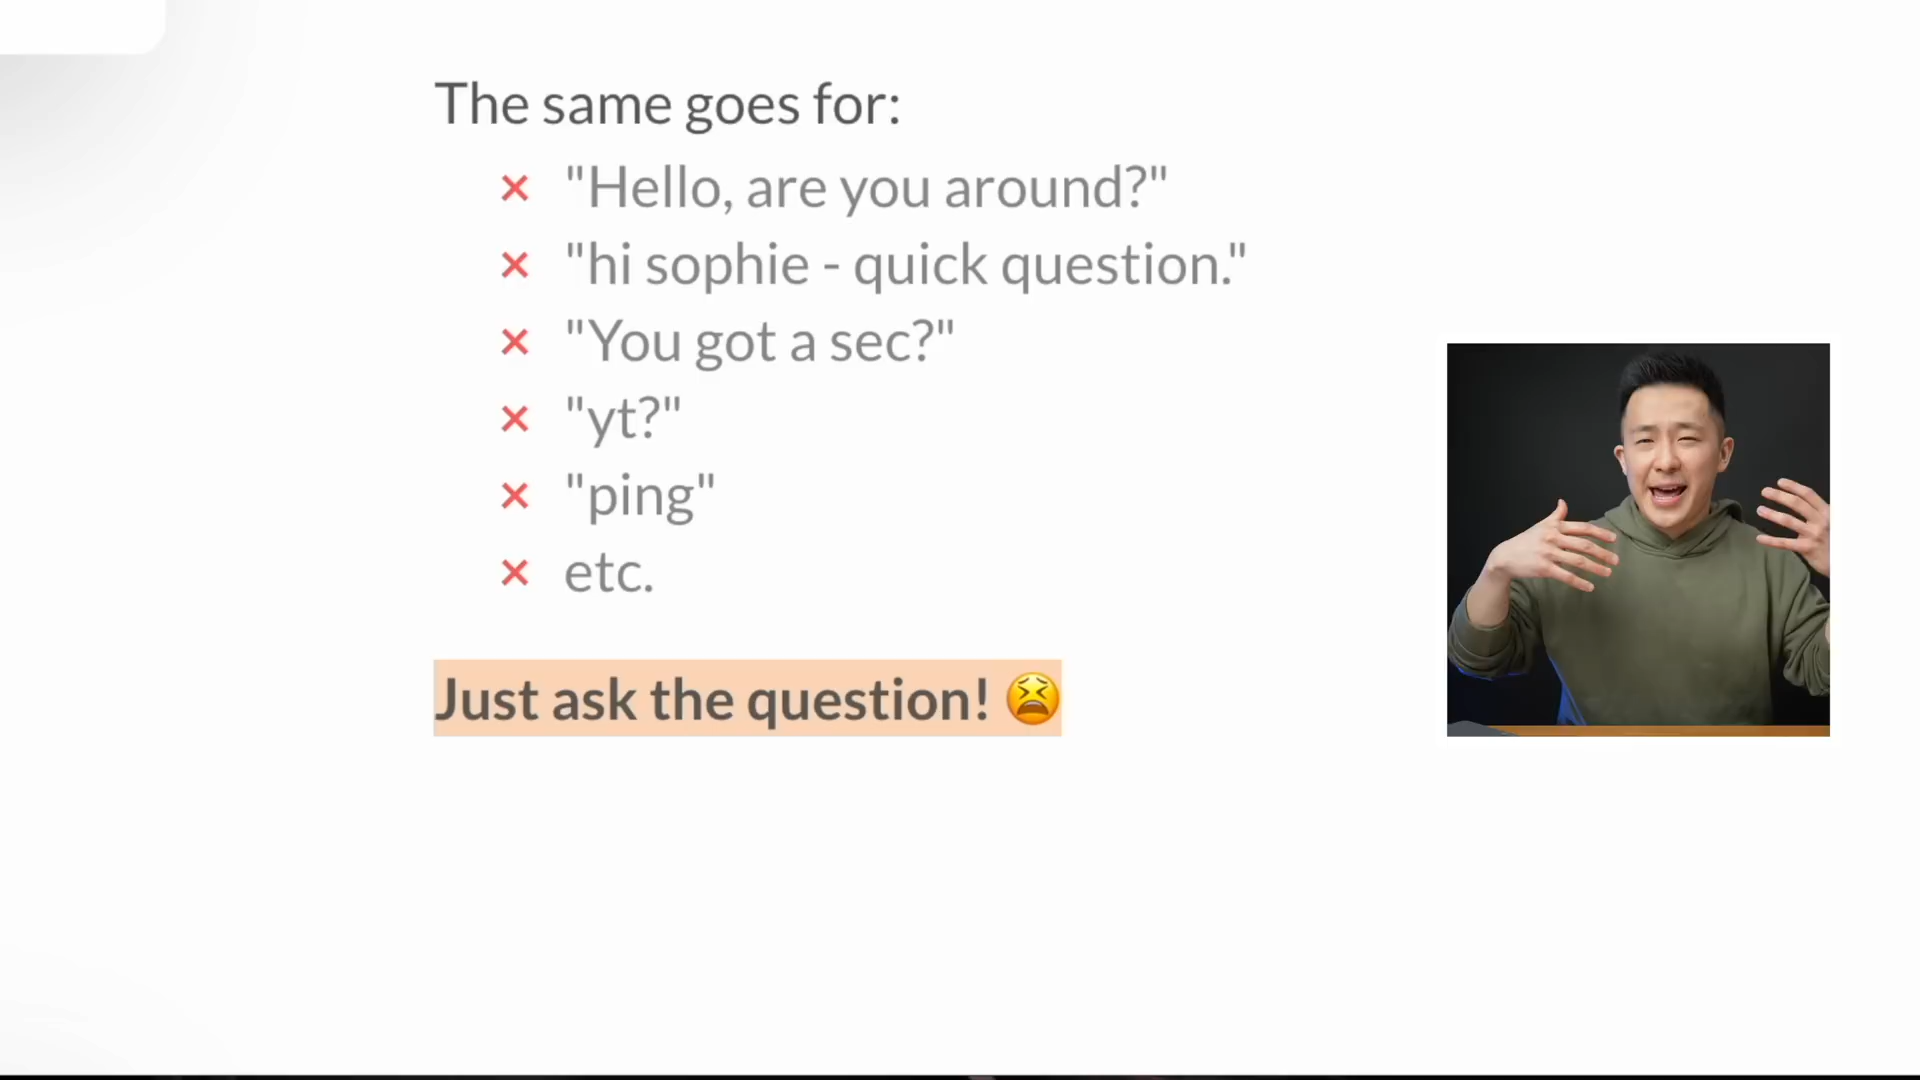 The same goes for:
× "Hello, are you around?"
× "hi sophie - quick question."
× "You got a sec?"
× "yt?"
× "ping"
× etc.
Just ask the question! 😫